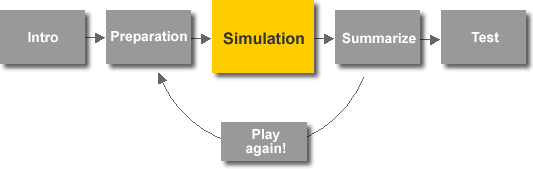 Intro
Preparation
Simulation
Summarize
Test
Play
again!